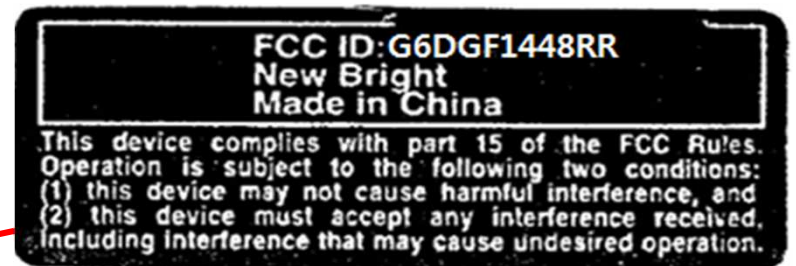 FCC ID:G6DGF1448RR
New Bright
Made in China
This device complies with part 15 of the FCC Rules.
Operation is subject to the following two conditions:
(1) this device may not cause harmful interference, and
(2) this device must accept any interference received,
including interference that may cause undesired operation.